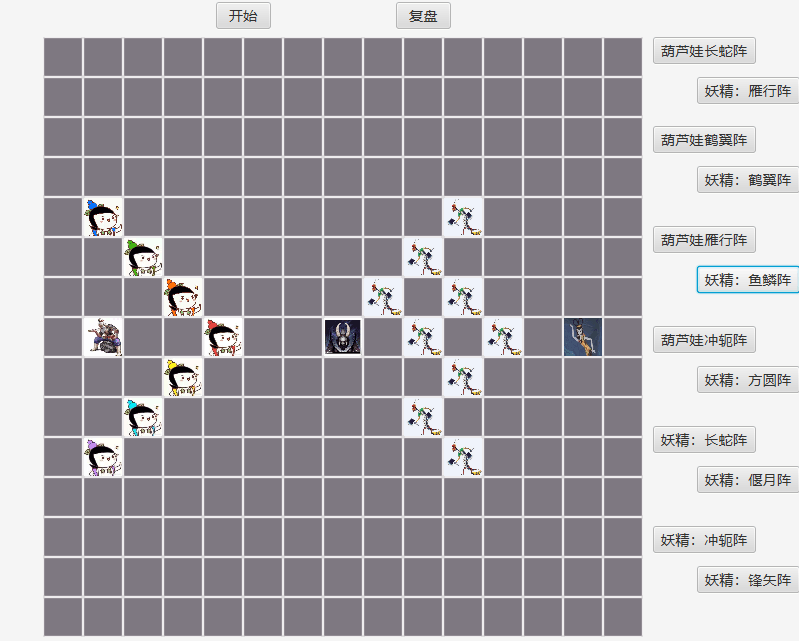 开始
复盘
葫芦娃长蛇阵
妖精：雁行阵
葫芦娃鹤翼阵
妖精：鹤翼阵
葫芦娃雁行阵
妖精：鱼鳞阵
葫芦娃冲轭阵
妖精：方圆阵
妖精：长蛇阵
妖精：偃月阵
妖精：冲轭阵
妖精：锋矢阵